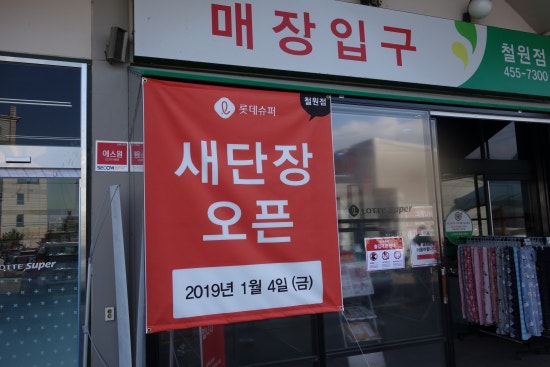 매장입구
철원점
455-7300
롯데슈퍼
철원점
새단장
오픈
2019년 1월 4일(금)
에스원
SECOM
LOTTE super
LOTTE super